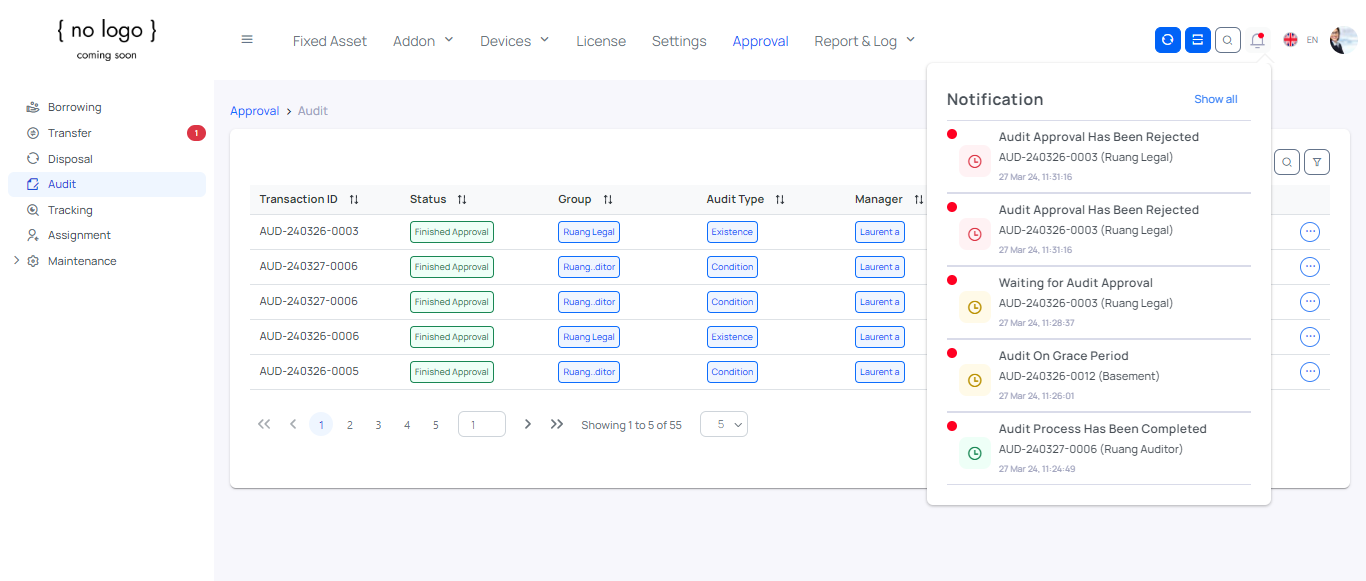 { no logo }
coming soon
Fixed Asset
Addon
Devices
License
Settings
Approval
Report & Log
EN
Borrowing
Transfer
1
Disposal
Audit
Tracking
Assignment
Maintenance
Approval > Audit
Transaction ID Status Group Audit Type Manager
AUD-240326-0003 Finished Approval Ruang Legal Existence Laurent a
AUD-240327-0006 Finished Approval Ruang..ditor Condition Laurent a
AUD-240327-0006 Finished Approval Ruang..ditor Condition Laurent a
AUD-240326-0006 Finished Approval Ruang Legal Existence Laurent a
AUD-240326-0005 Finished Approval Ruang..ditor Condition Laurent a
1 2 3 4 5 1 Showing 1 to 5 of 55 5
Notification Show all
Audit Approval Has Been Rejected
AUD-240326-0003 (Ruang Legal)
27 Mar 24, 11:31:16
Audit Approval Has Been Rejected
AUD-240326-0003 (Ruang Legal)
27 Mar 24, 11:31:16
Waiting for Audit Approval
AUD-240326-0003 (Ruang Legal)
27 Mar 24, 11:28:37
Audit On Grace Period
AUD-240326-0012 (Basement)
27 Mar 24, 11:26:01
Audit Process Has Been Completed
AUD-240327-0006 (Ruang Auditor)
27 Mar 24, 11:24:49